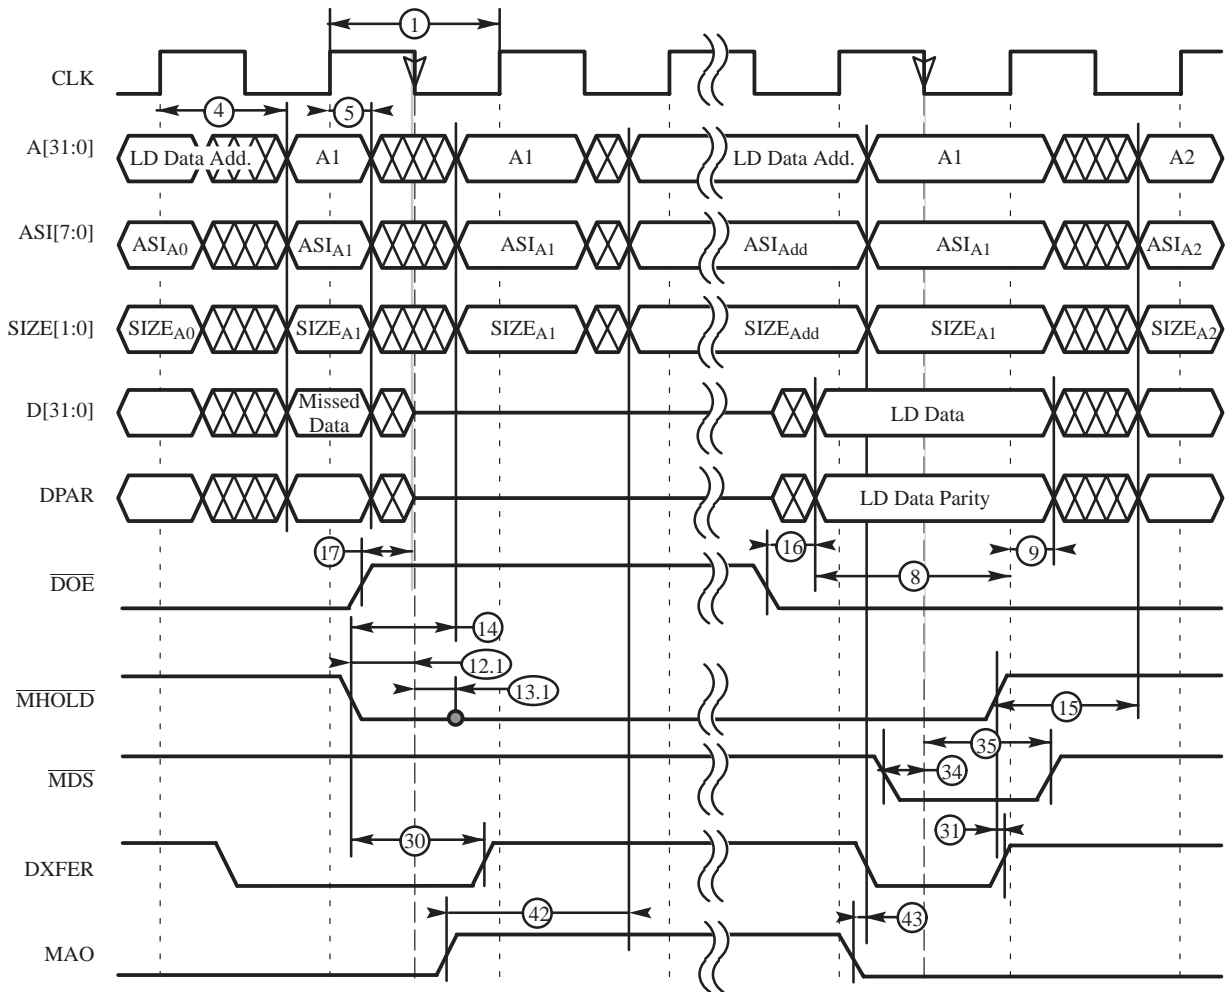 1
CLK
4 5
A[31:0] LD Data Add. A1 A1 LD Data Add. A1 A2
ASI[7:0] ASIA0 ASIA1 ASIA1 ASIAdd ASIA1 ASIA2
SIZE[1:0] SIZEA0 SIZEA1 SIZEA1 SIZEAdd SIZEA1 SIZEA2
D[31:0] Missed Data LD Data
DPAR LD Data Parity
17 16 9
8
DOE
14
12.1
13.1
MHOLD
15
35
34
MDS
31
30
DXFER
42 43
MAO